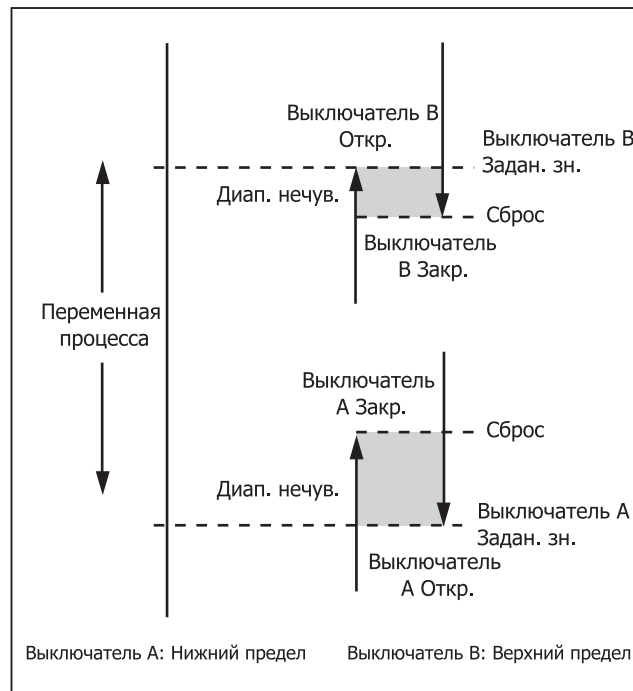 Выключатель B
Откр.
Выключатель B
Задан. зн.
Диап. нечув.
Сброс
Выключатель
B Закр.
Переменная
процесса
Выключатель
A Закр.
Сброс
Диап. нечув.
Выключатель A
Задан. зн.
Выключатель
A Откр.
Выключатель A: Нижний предел
Выключатель B: Верхний предел